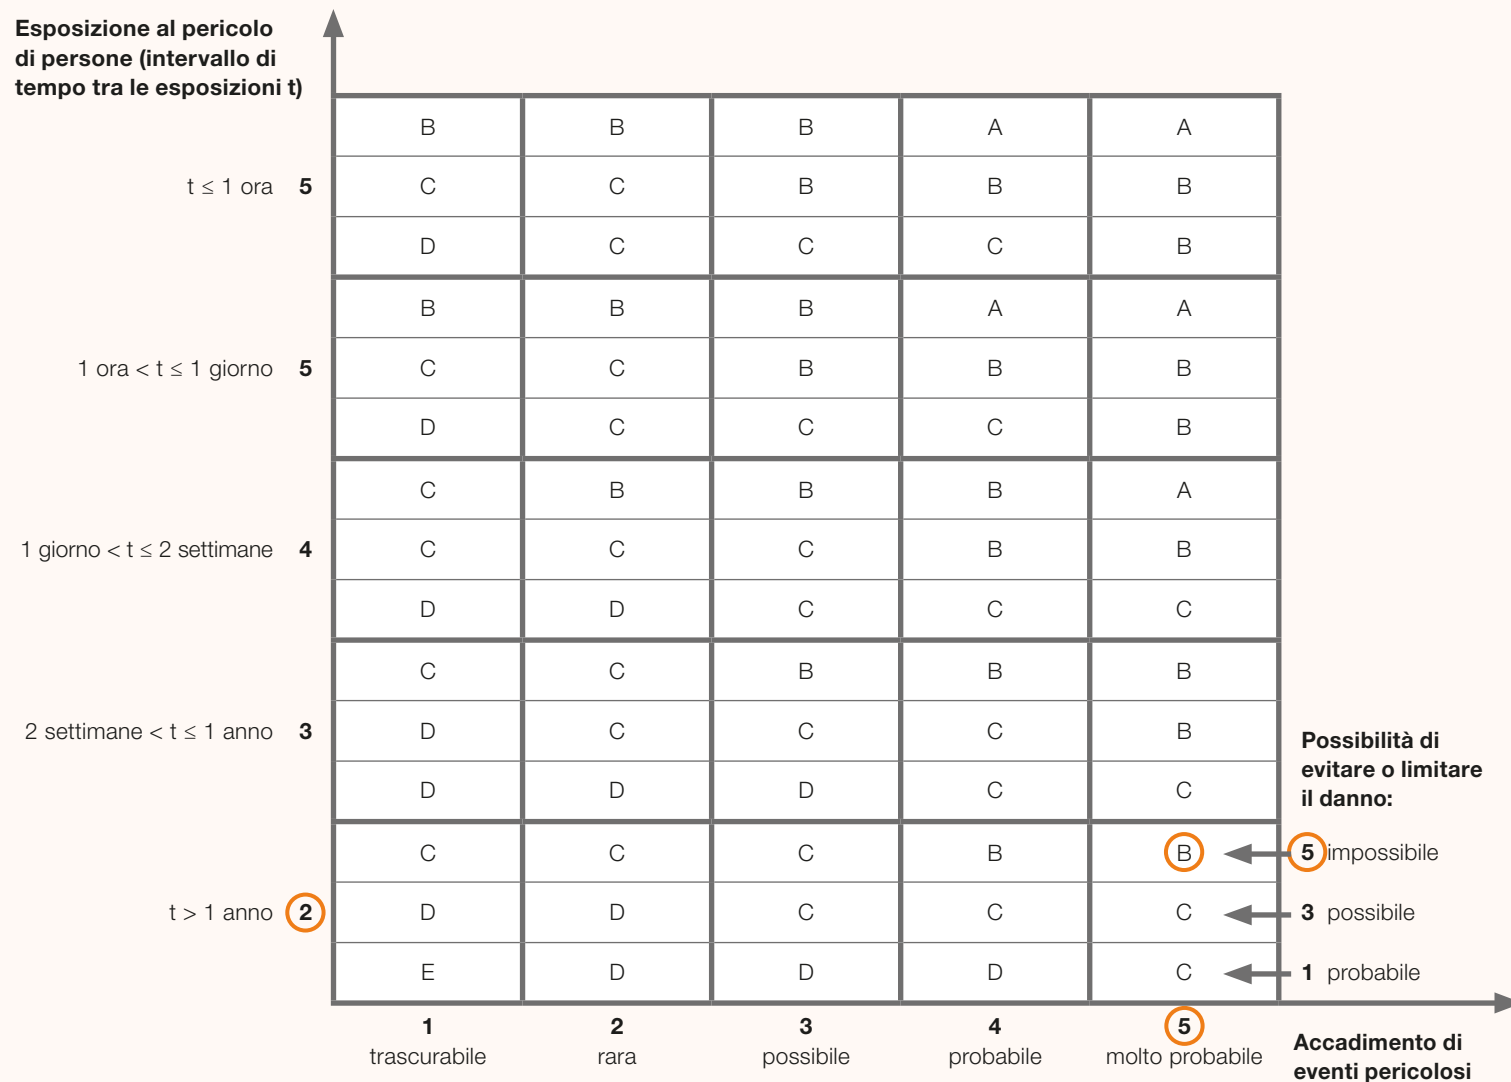 Esposizione al pericolo
di persone (intervallo di
tempo tra le esposizioni t)
B B B A A
t ≤ 1 ora 5 C C B B B
D C C C B
B B B A A
1 ora < t ≤ 1 giorno 5 C C B B B
D C C C B
C B B B A
1 giorno < t ≤ 2 settimane 4 C C C B B
D D C C C
C C B B B
2 settimane < t ≤ 1 anno 3 D C C C B
D D D C C
Possibilità di
evitare o limitare
il danno:
C C C B B 5 impossibile
t > 1 anno 2 D D C C C 3 possibile
E D D D C 1 probabile
1 2 3 4 5
trascurabile rara possibile probabile molto probabile
Accadimento di
eventi pericolosi